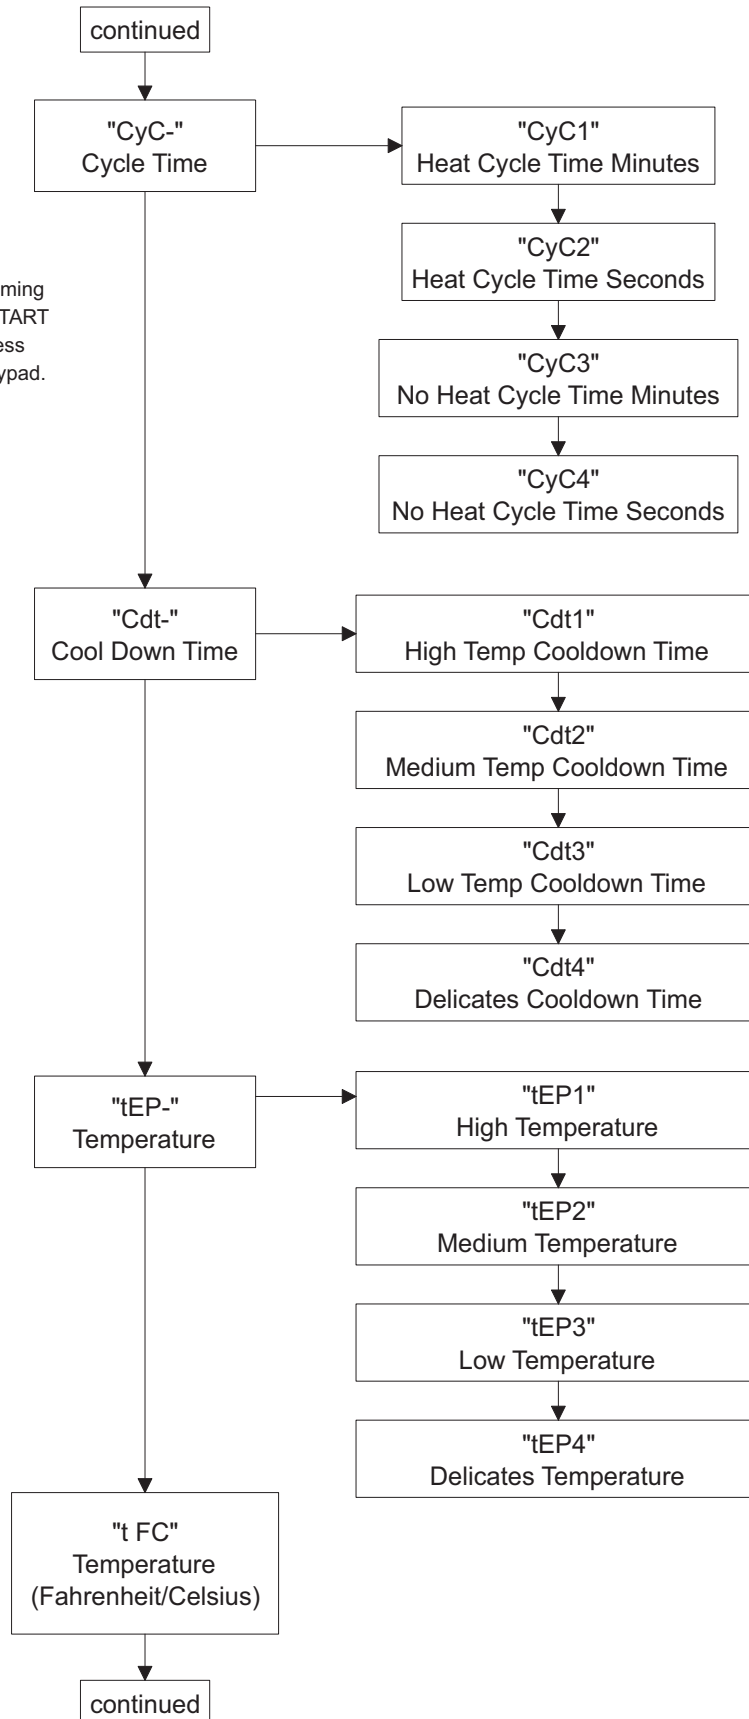 continued
"CyC-"
Cycle Time
"CyC1"
Heat Cycle Time Minutes
"CyC2"
Heat Cycle Time Seconds
"CyC3"
No Heat Cycle Time Minutes
"CyC4"
No Heat Cycle Time Seconds
"Cdt-"
Cool Down Time
"Cdt1"
High Temp Cooldown Time
"Cdt2"
Medium Temp Cooldown Time
"Cdt3"
Low Temp Cooldown Time
"Cdt4"
Delicates Cooldown Time
"tEP-"
Temperature
"tEP1"
High Temperature
"tEP2"
Medium Temperature
"tEP3"
Low Temperature
"tEP4"
Delicates Temperature
"t FC"
Temperature
(Fahrenheit/Celsius)
continued